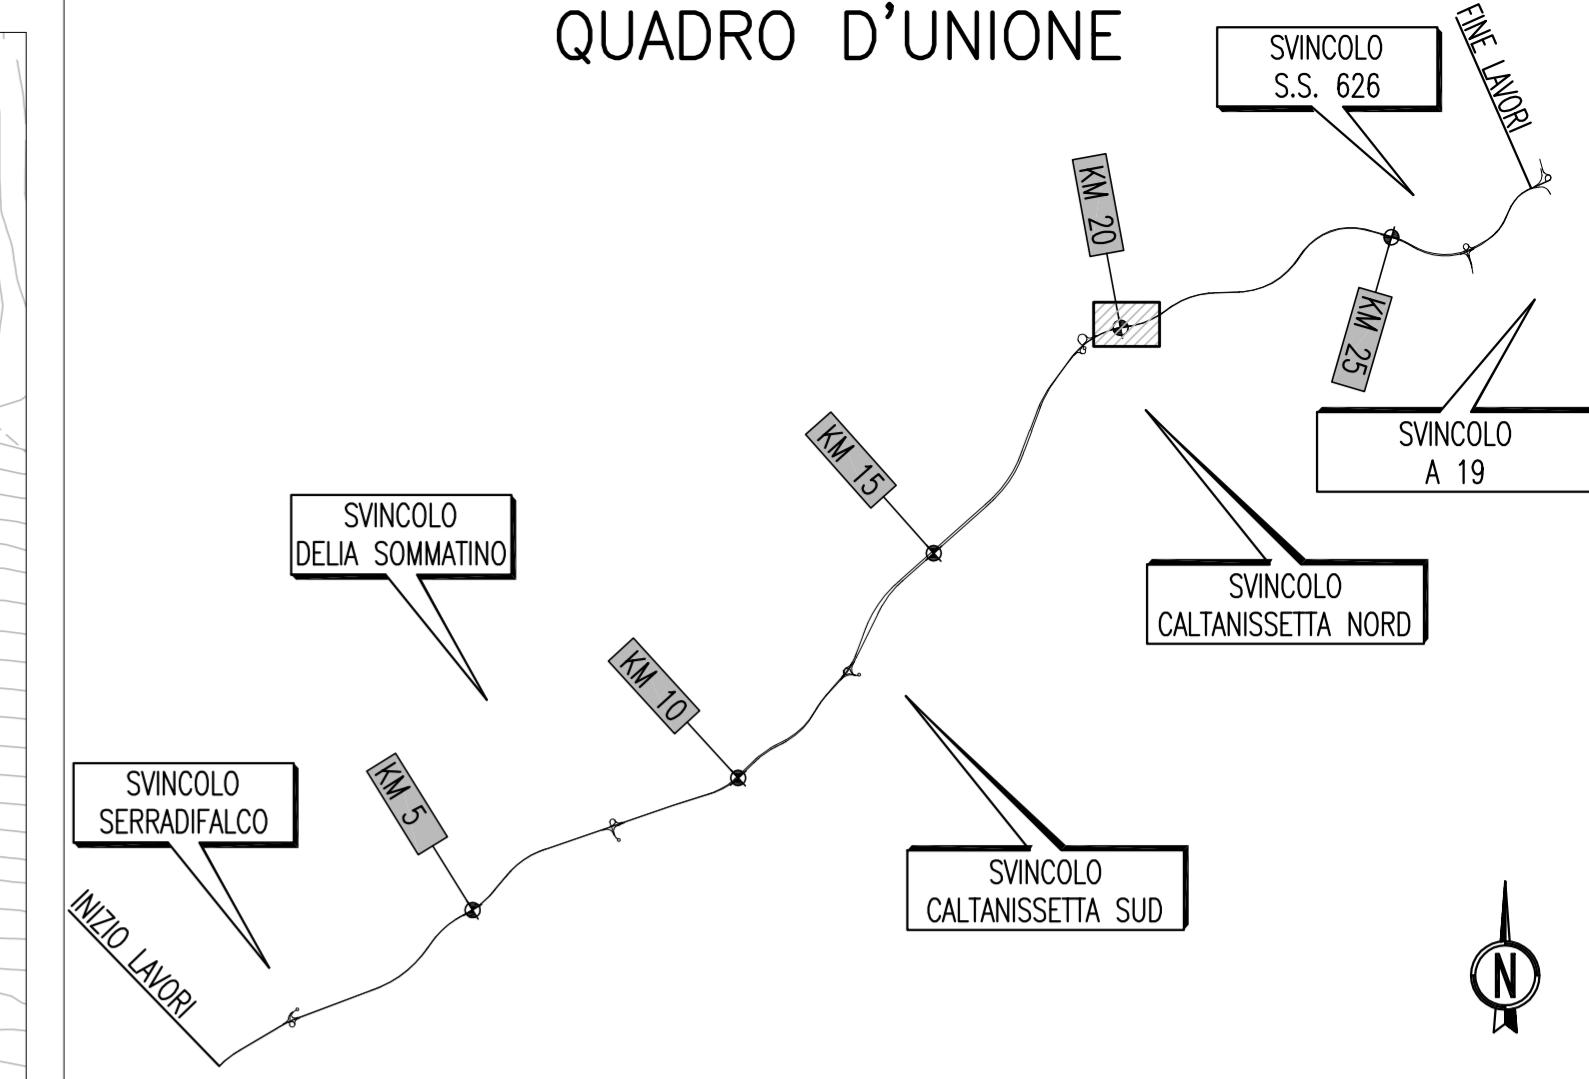 QUADRO D'UNIONE
SVINCOLO
S.S. 626
FINE LAVORI
KM 20
KM 25
SVINCOLO
A 19
KM 15
SVINCOLO
DELIA SOMMATINO
SVINCOLO
CALTANISSETTA NORD
KM 10
KM 5
SVINCOLO
SERRADIFALCO
SVINCOLO
CALTANISSETTA SUD
INIZIO LAVORI
N